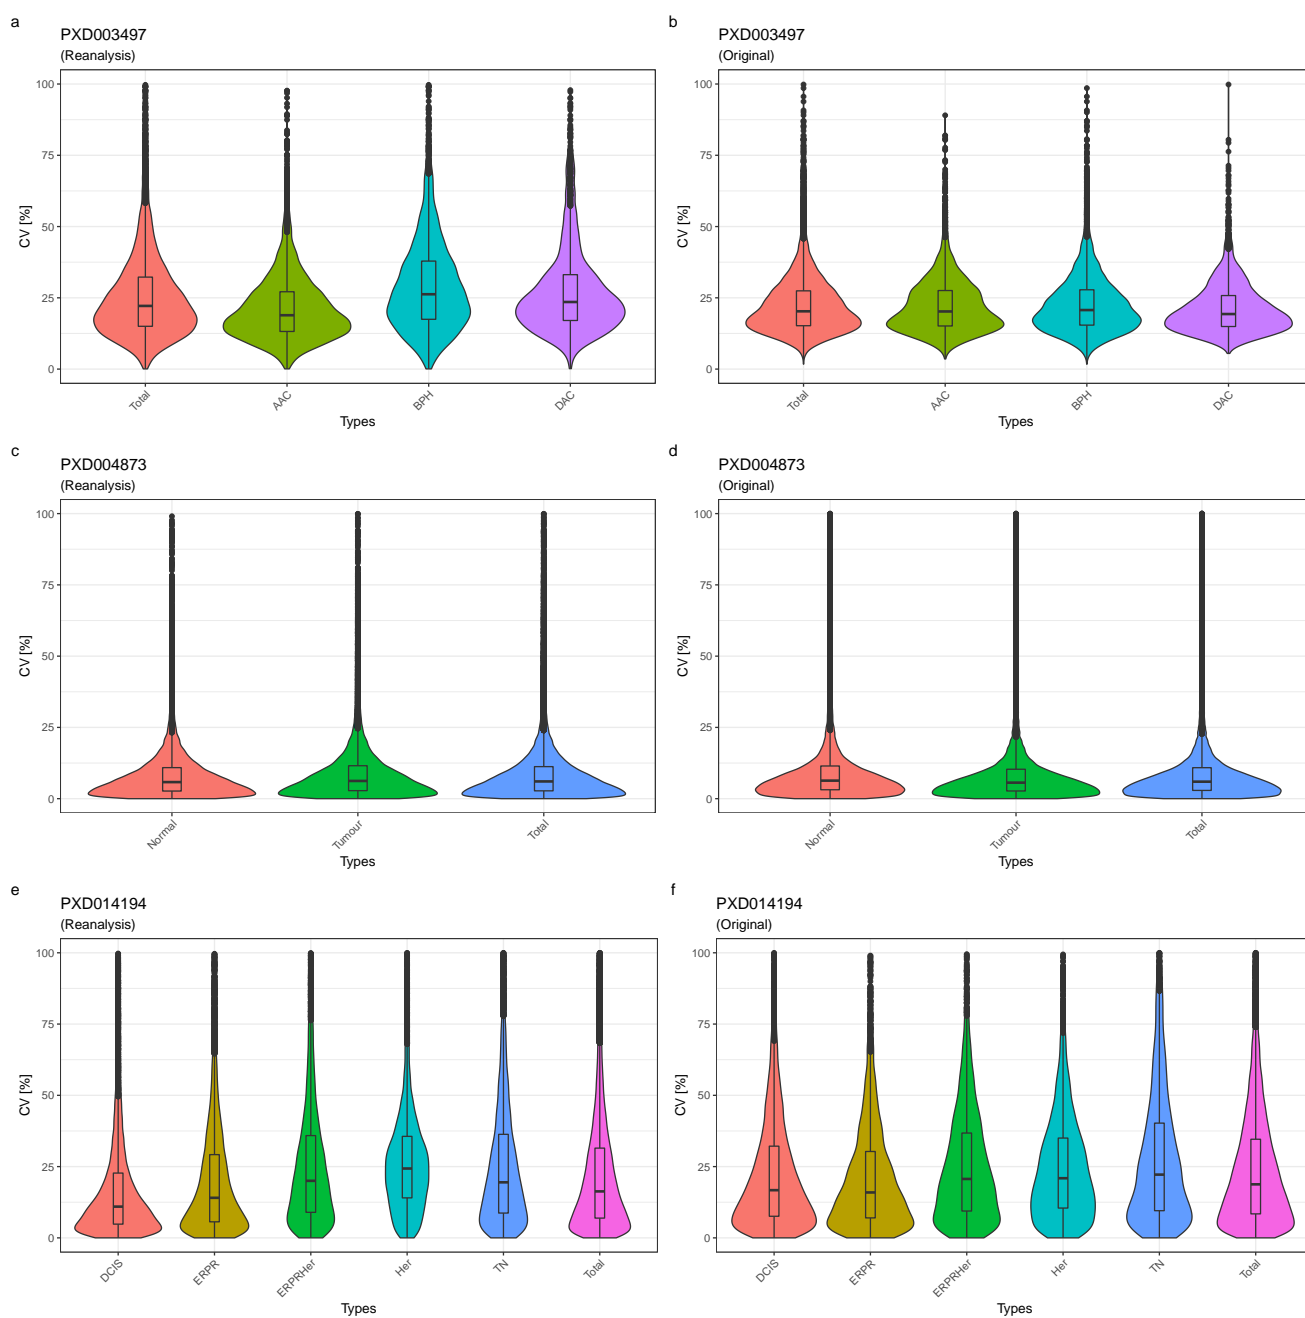 a
PXD003497
(Reanalysis)
CV [%]
100
75
50
25
0
Total
AAC
BPH
DAC
Types
b
PXD003497
(Original)
CV [%]
100
75
50
25
0
Total
AAC
BPH
DAC
Types
c
PXD004873
(Reanalysis)
CV [%]
100
75
50
25
0
Normal
Tumour
Total
Types
d
PXD004873
(Original)
CV [%]
100
75
50
25
0
Normal
Tumour
Total
Types
e
PXD014194
(Reanalysis)
CV [%]
100
75
50
25
0
DCIS
ERPR
ERPRHer
Her
TN
Total
Types
f
PXD014194
(Original)
CV [%]
100
75
50
25
0
DCIS
ERPR
ERPRHer
Her
TN
Total
Types